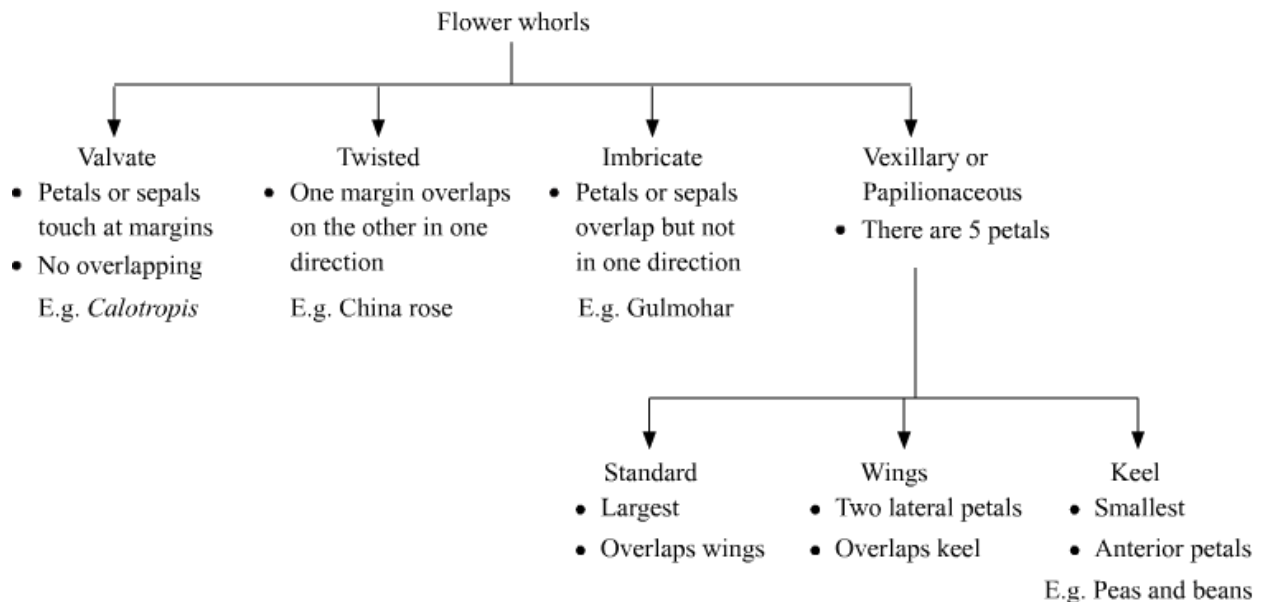 Flower whorls
Valvate
• Petals or sepals
touch at margins
• No overlapping
E.g. Calotropis
Twisted
• One margin overlaps
on the other in one
direction
E.g. China rose
Imbricate
• Petals or sepals
overlap but not
in one direction
E.g. Gulmohar
Vexillary or
Papilionaceous
• There are 5 petals
Standard
• Largest
• Overlaps wings
Wings
• Two lateral petals
• Overlaps keel
Keel
• Smallest
• Anterior petals
E.g. Peas and beans